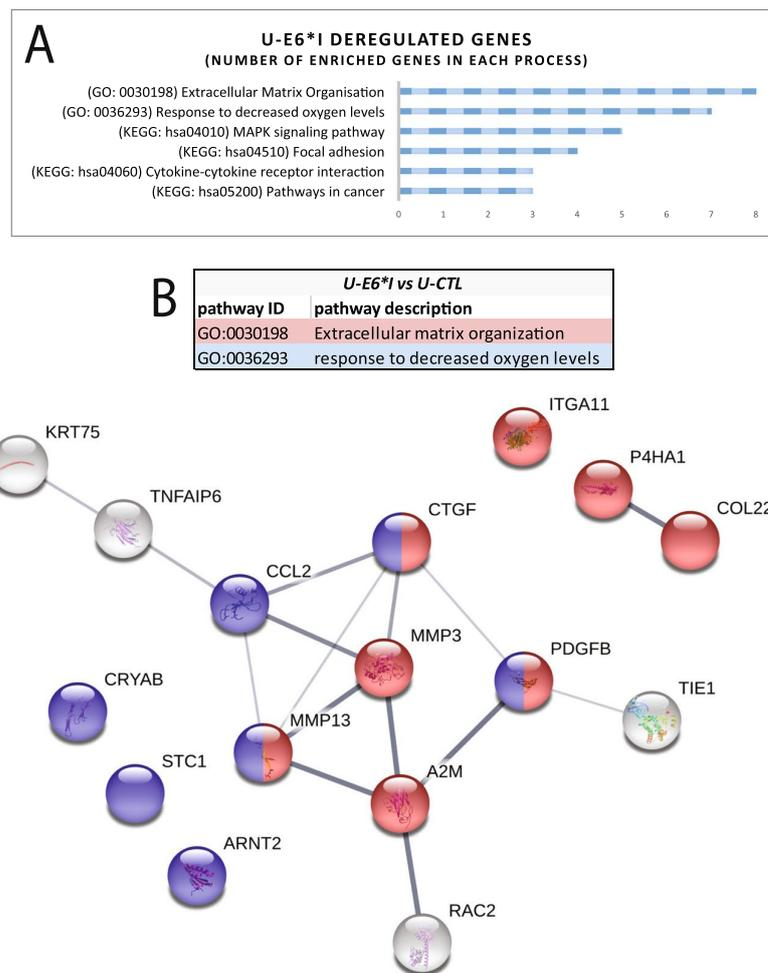 A
U-E6*I DEREGULATED GENES
(NUMBER OF ENRICHED GENES IN EACH PROCESS)
(GO: 0030198) Extracellular Matrix Organisation
(GO: 0036293) Response to decreased oxygen levels
(KEGG: hsa04010) MAPK signaling pathway
(KEGG: hsa04510) Focal adhesion
(KEGG: hsa04060) Cytokine-cytokine receptor interaction
(KEGG: hsa05200) Pathways in cancer
0 1 2 3 4 5 6 7 8
B
U-E6*I vs U-CTL
pathway ID pathway description
GO:0030198 Extracellular matrix organization
GO:0036293 response to decreased oxygen levels
ITGA11
KRT75
P4HA1
TNFAIP6
CTGF
COL22
CCL2
MMP3
PDGFB
CRYAB
TIE1
MMP13
STC1
A2M
ARNT2
RAC2